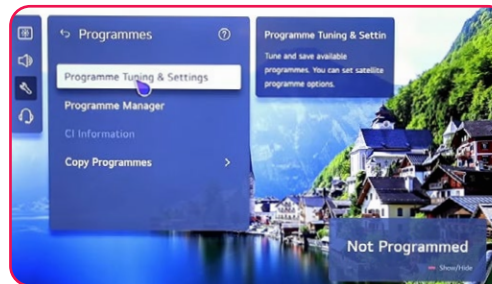 Programmes
Programme Tuning & Settings
Programme Manager
CI Information
Copy Programmes
Programme Tuning & Settin
Tune and save available
programmes. You can set satellite
programme options.
Not Programmed
Show/Hide